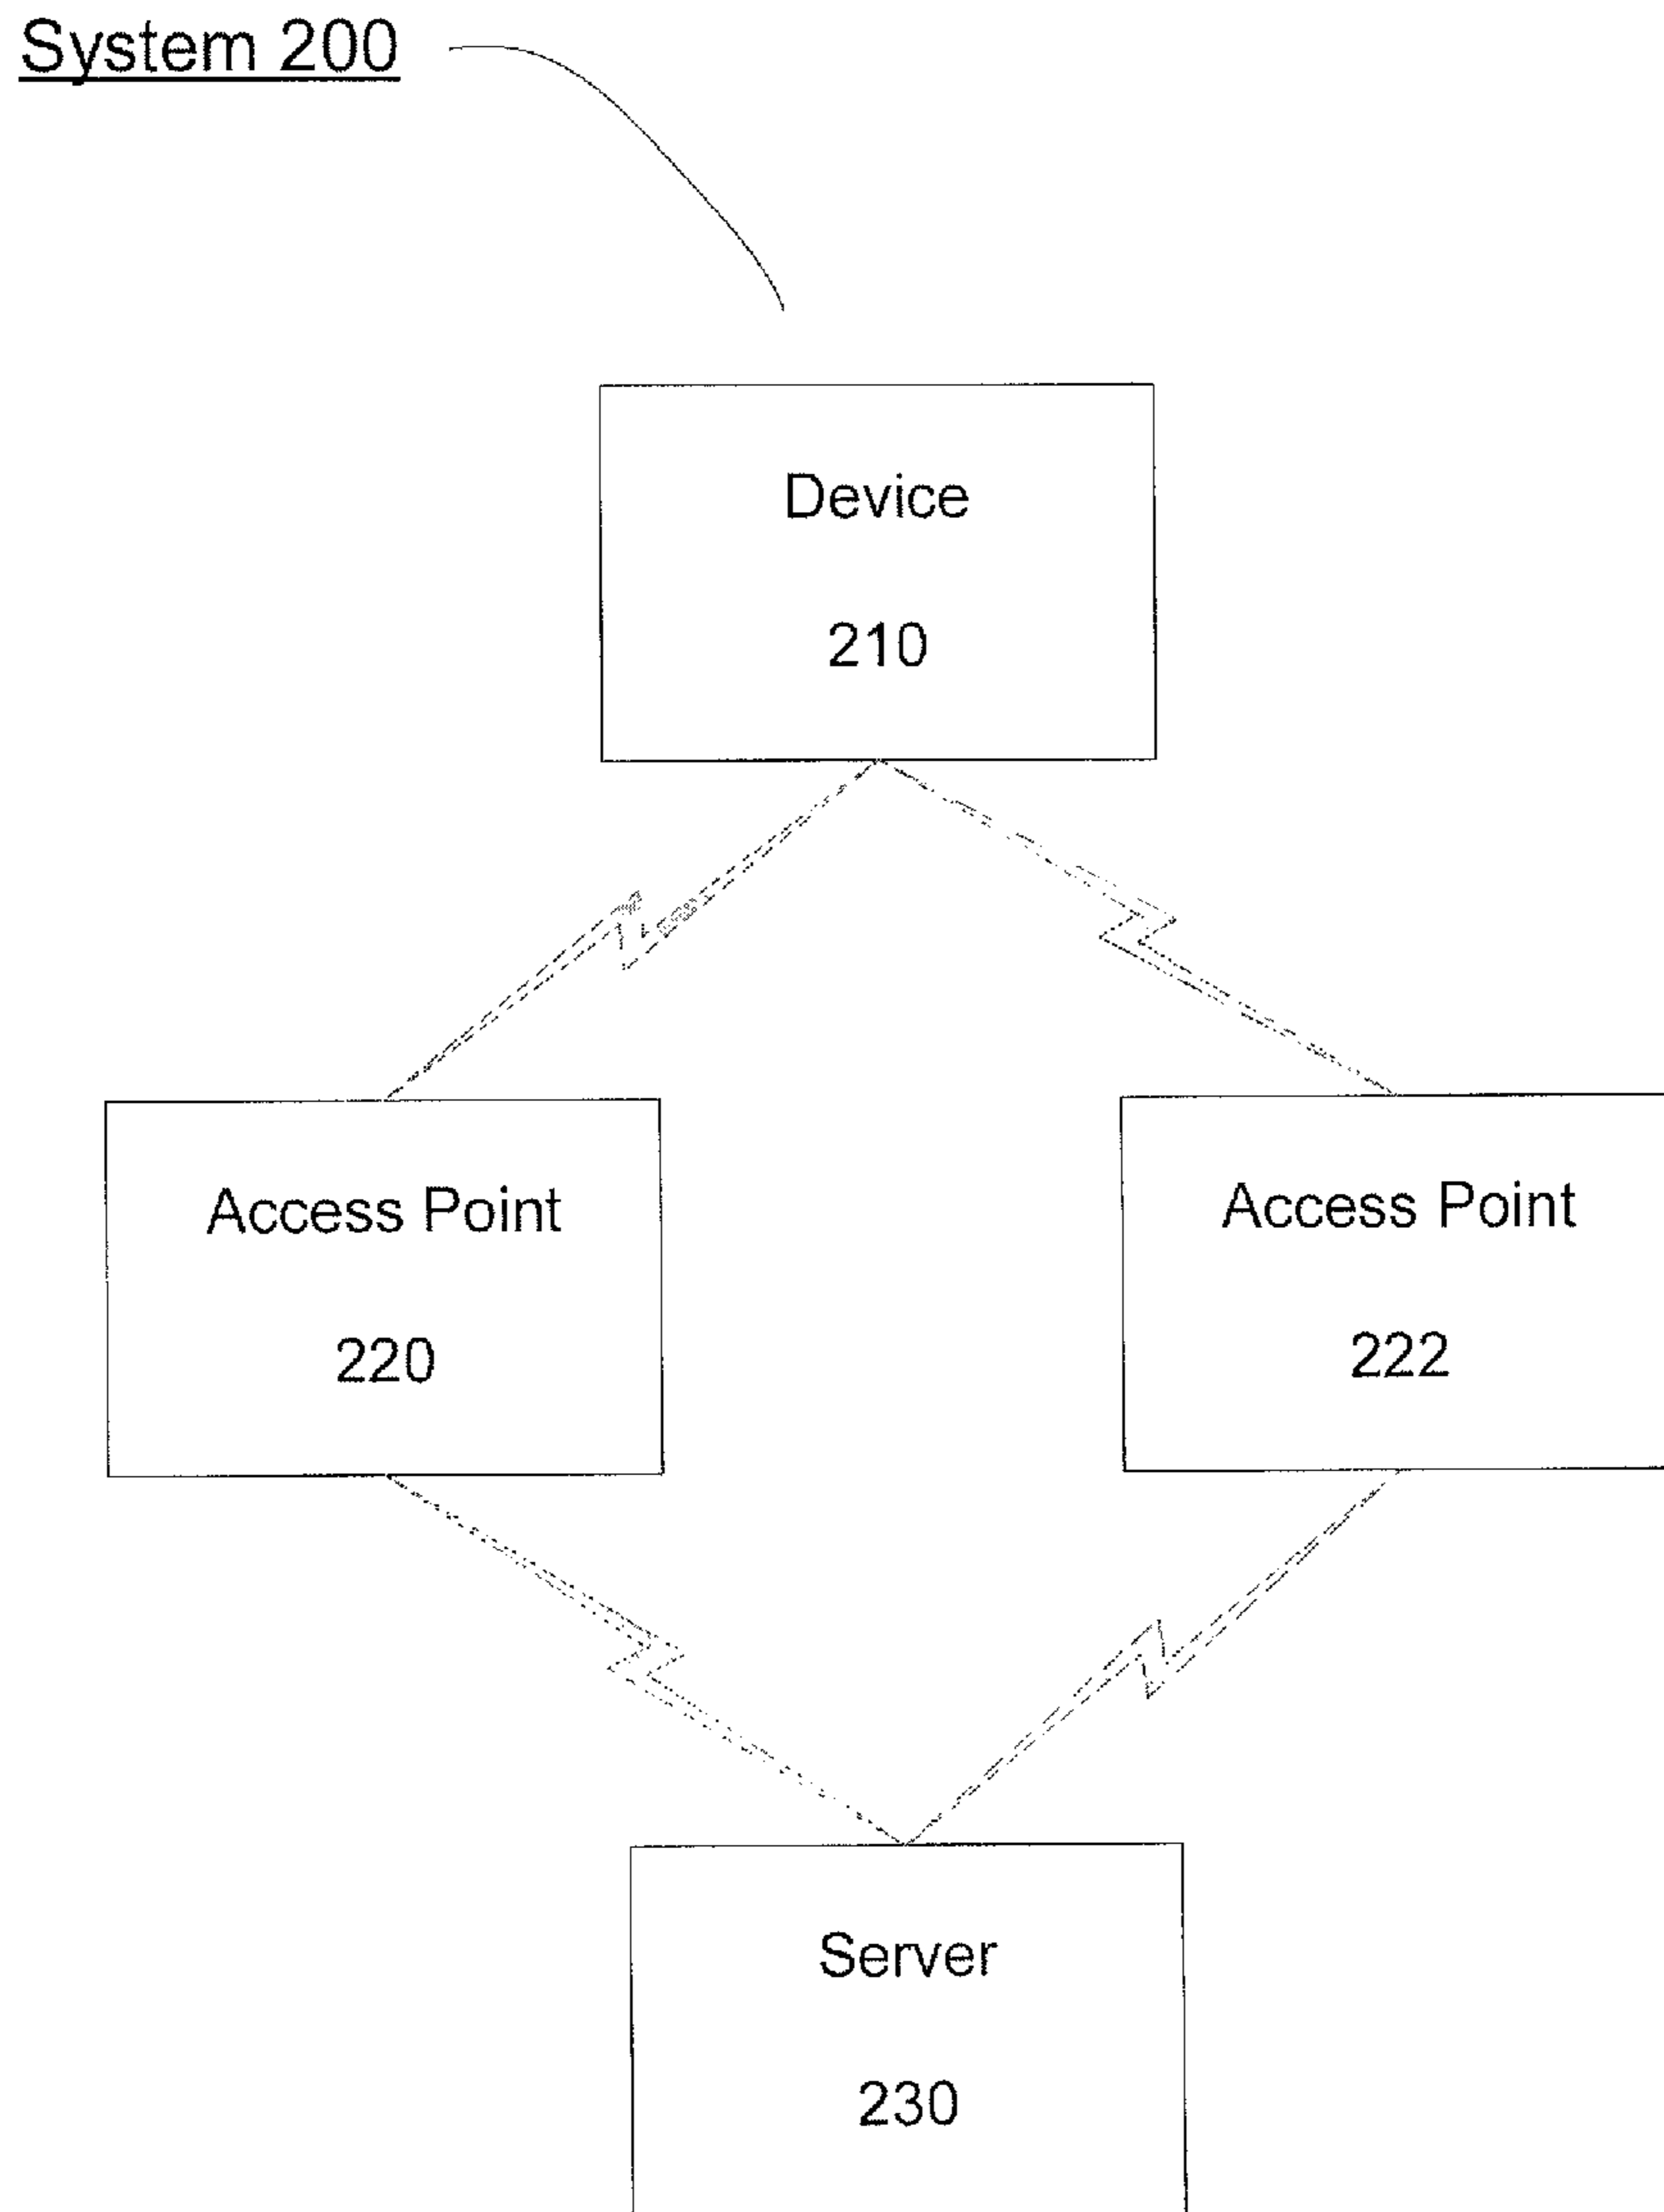 System 200
Device
210
Access Point
220
Access Point
222
Server
230